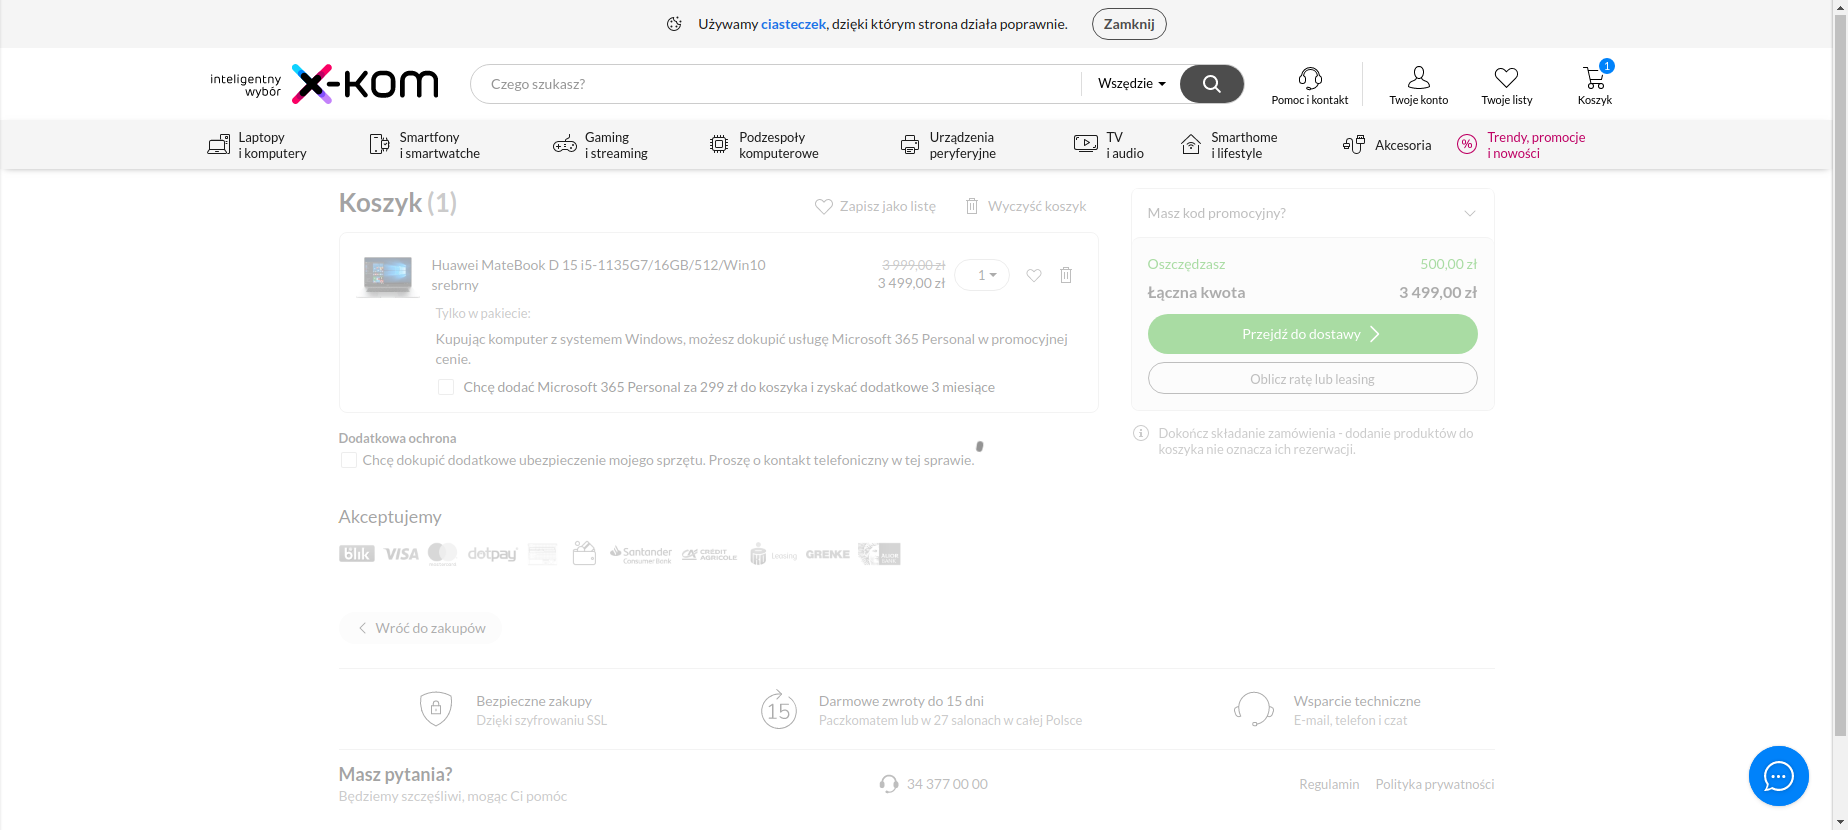 Używamy ciasteczek, dzięki którym strona działa poprawnie. Zamknij
inteligentny
wybór
x-kom
Czego szukasz?
Wszędzie
Pomoc i kontakt
Twoje konto
Twoje listy
1
Koszyk
Laptopy
i komputery
Smartfony
i smartwatche
Gaming
i streaming
Podzespoły
komputerowe
Urządzenia
peryferyjne
TV
i audio
Smarthome
i lifestyle
Akcesoria
%
Trendy, promocje
i nowości
Koszyk (1)
Zapisz jako listę
Wyczyść koszyk
Huawei MateBook D 15 i5-1135G7/16GB/512/Win10
srebrny
3 999,00 zł
3 499,00 zł
1
Tylko w pakiecie:
Kupując komputer z systemem Windows, możesz dokupić usługę Microsoft 365 Personal w promocyjnej
cenie.
Chcę dodać Microsoft 365 Personal za 299 zł do koszyka i zyskać dodatkowe 3 miesiące
Dodatkowa ochrona
Chcę dokupić dodatkowe ubezpieczenie mojego sprzętu. Proszę o kontakt telefoniczny w tej sprawie.
Masz kod promocyjny?
Oszczędzasz 500,00 zł
Łączna kwota 3 499,00 zł
Przejdź do dostawy
Oblicz ratę lub leasing
Dokończ składanie zamówienia - dodanie produktów do
koszyka nie oznacza ich rezerwacji.
Akceptujemy
blik
VISA
dotpay
Santander
Consumer Bank
CRÉDIT
AGRICOLE
Leasing
GRENKE
ALIOR
BANK
Wróć do zakupów
Bezpieczne zakupy
Dzięki szyfrowaniu SSL
15
Darmowe zwroty do 15 dni
Paczkomatem lub w 27 salonach w całej Polsce
Wsparcie techniczne
E-mail, telefon i czat
Masz pytania?
Będziemy szczęśliwi, mogąc Ci pomóc
34 377 00 00
Regulamin
Polityka prywatności